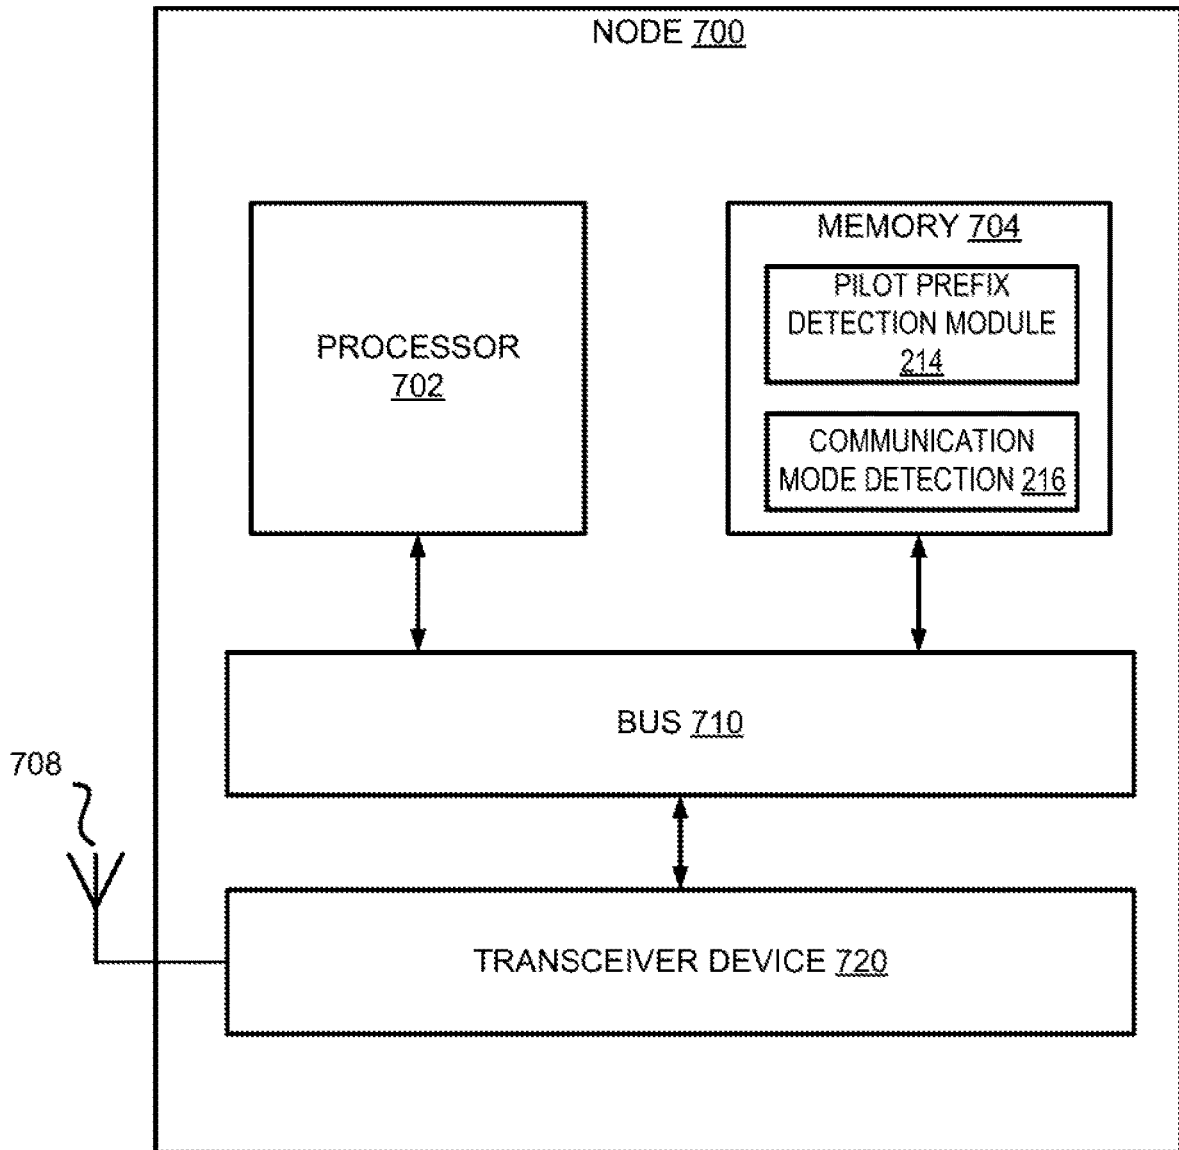 NODE 700
PROCESSOR
702
MEMORY 704
PILOT PREFIX
DETECTION MODULE
214
COMMUNICATION
MODE DETECTION 216
BUS 710
708
TRANSCEIVER DEVICE 720